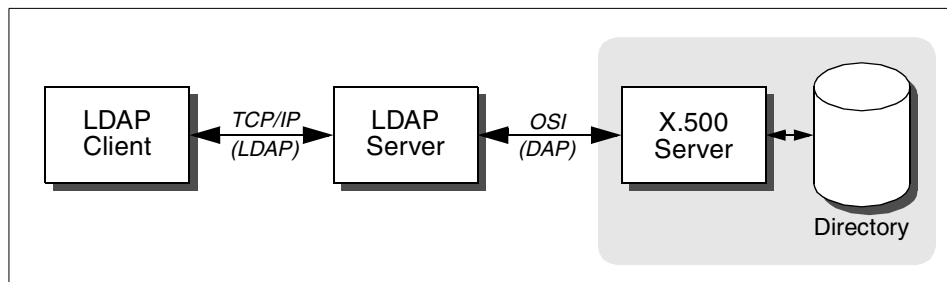 LDAP
Client
TCP/IP
(LDAP)
LDAP
Server
OSI
(DAP)
X.500
Server
Directory